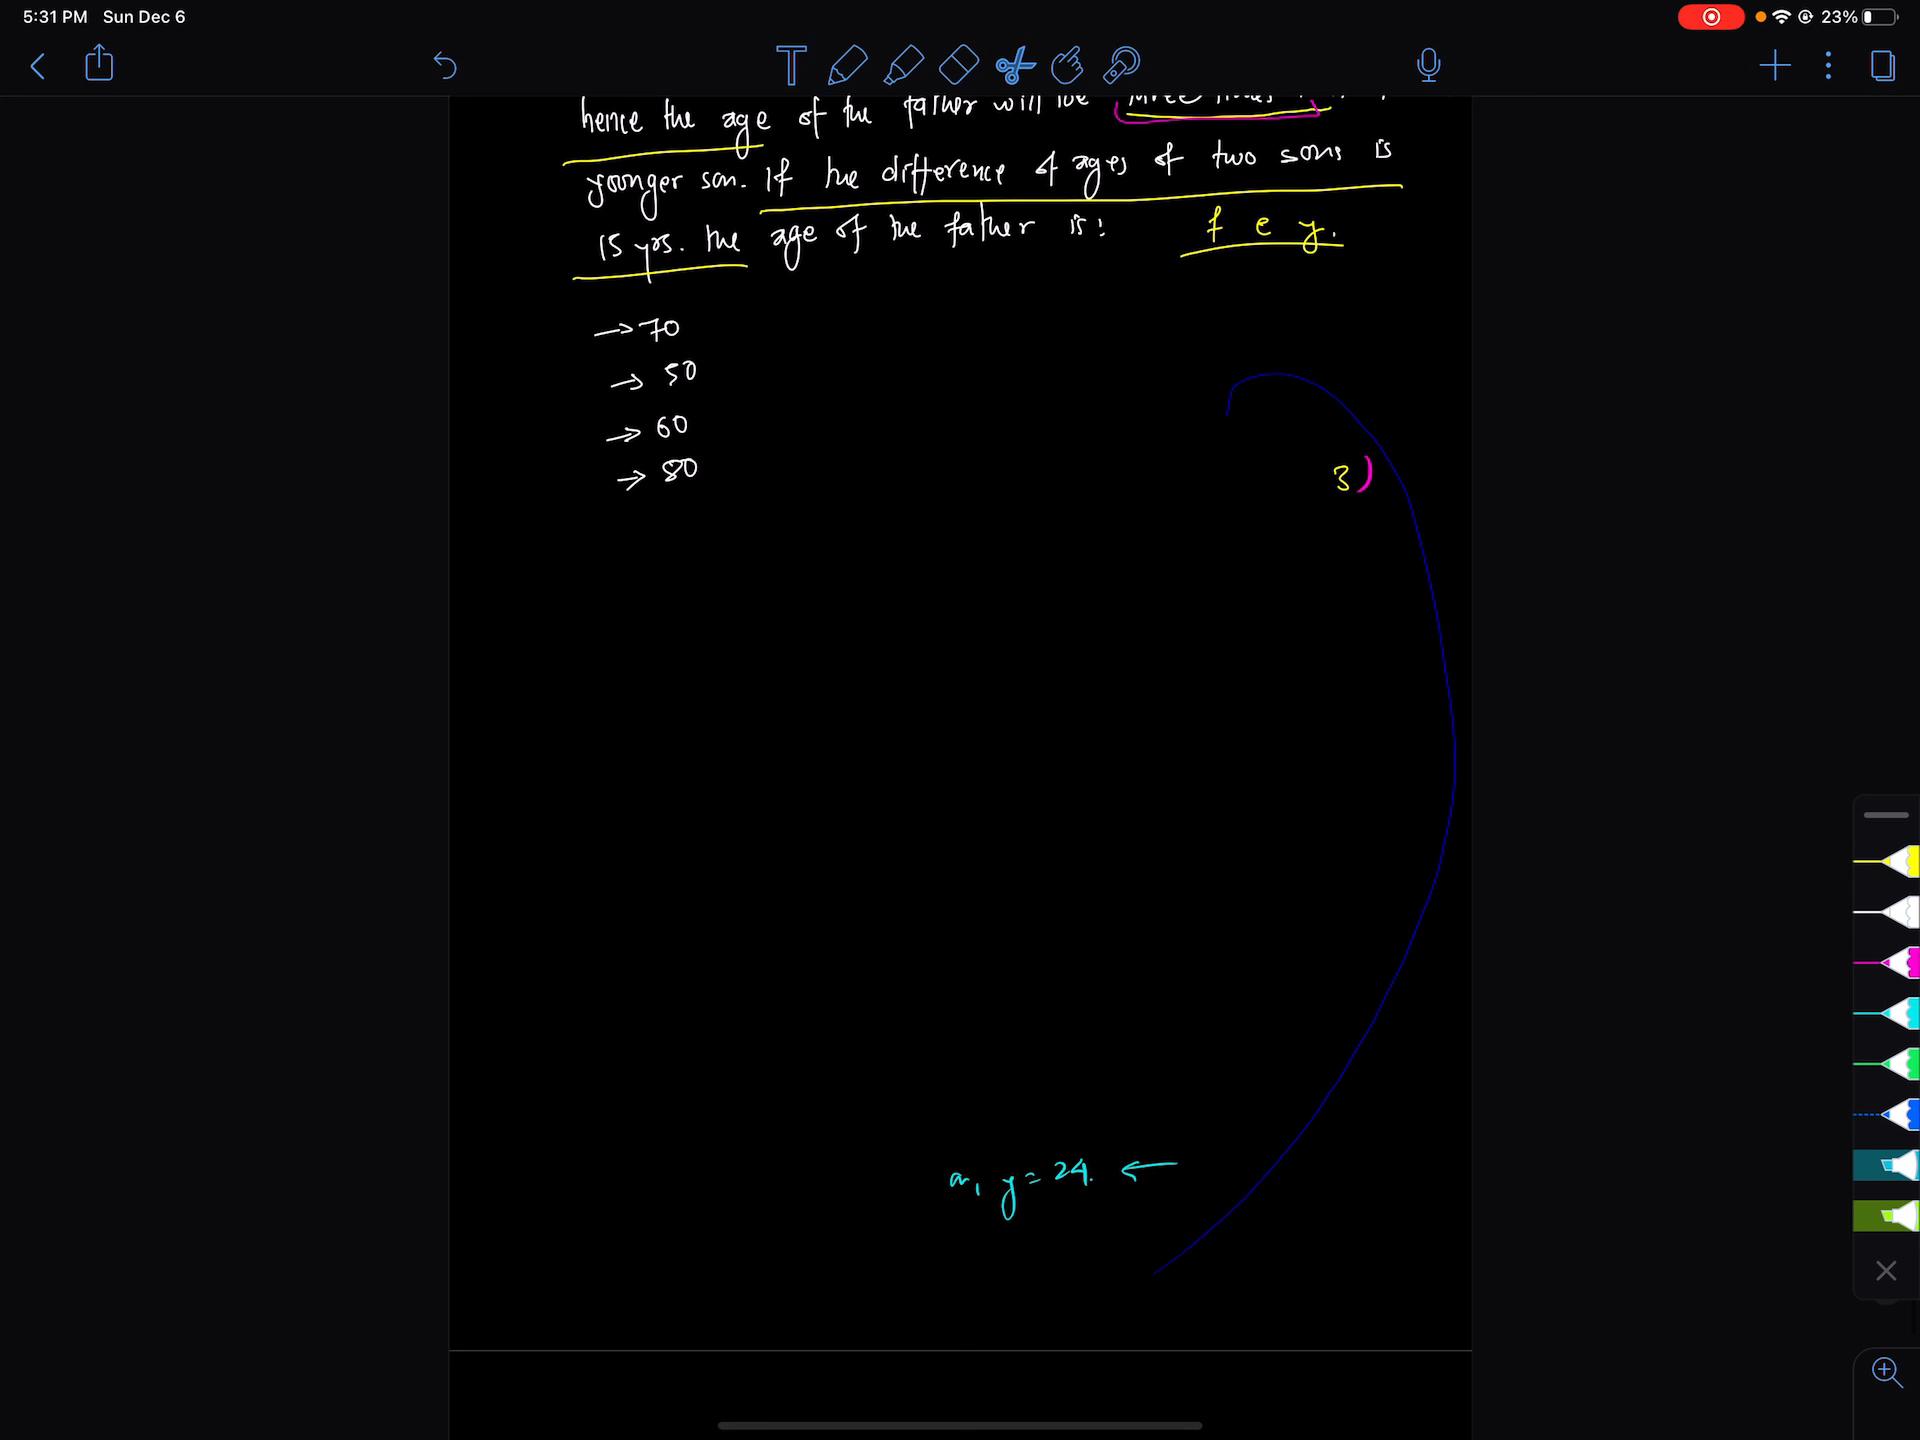 5:31 PM Sun Dec 6
23%
hence the age of the father will be three times
younger son. If the difference of ages of two sons is
15 yrs. the age of the father is:
f e y.
→ 70
→ 50
→ 60
→ 80
3)
y = 24. ←